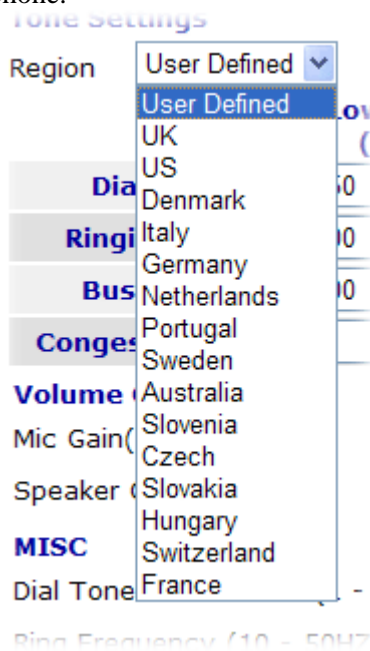 phone.
Tone Settings
Region User Defined
User Defined
UK
US
Denmark
Italy
Germany
Netherlands
Portugal
Sweden
Australia
Slovenia
Czech
Slovakia
Hungary
Switzerland
France
Dia
Ringi
Bus
Conges
Volume
Mic Gain(
Speaker
MISC
Dial Tone
Ring Frequency (10 - 50HZ